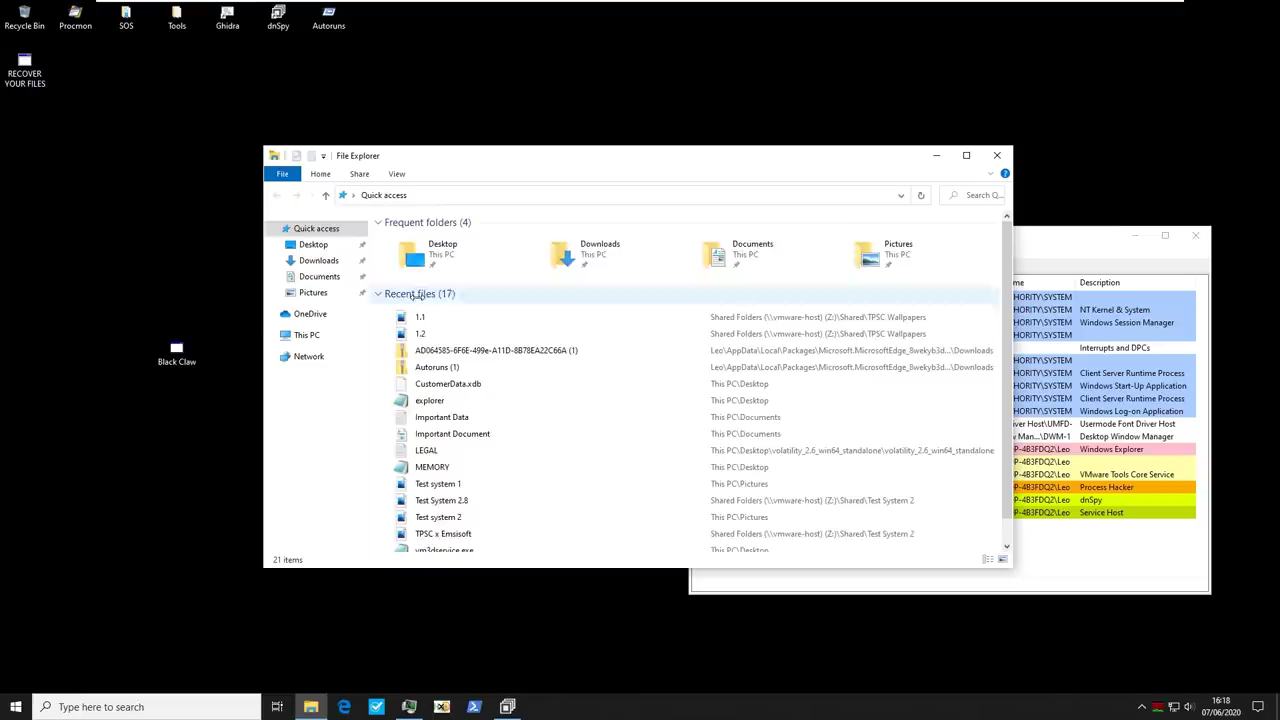 Recycle Bin
Procmon
SOS
Tools
Ghidra
dnSpy
Autoruns
RECOVER
YOUR FILES
Black Claw
File Explorer
File
Home
Share
View
Quick access
Search Q...
Quick access
Desktop
Downloads
Documents
Pictures
OneDrive
This PC
Network
Frequent folders (4)
Desktop
This PC
Downloads
This PC
Documents
This PC
Pictures
This PC
Recent files (17)
1.1 Shared Folders (\\vmware-host) (Z:)\Shared\TPSC Wallpapers
1.2 Shared Folders (\\vmware-host) (Z:)\Shared\TPSC Wallpapers
AD064585-6F6E-499e-A11D-8B78EA22C66A (1) Leo\AppData\Local\Packages\Microsoft.MicrosoftEdge_8wekyb3d...\Downloads
Autoruns (1) Leo\AppData\Local\Packages\Microsoft.MicrosoftEdge_8wekyb3d...\Downloads
CustomerData.xdb This PC\Desktop
explorer This PC\Desktop
Important Data This PC\Documents
Important Document This PC\Documents
LEGAL This PC\Desktop\volatility_2.6_win64_standalone\volatility_2.6_win64_standalone
MEMORY This PC\Desktop
Test system 1 This PC\Pictures
Test System 2.8 Shared Folders (\\vmware-host) (Z:)\Shared\Test System 2
Test system 2 This PC\Pictures
TPSC x Emsisoft Shared Folders (\\vmware-host) (Z:)\Shared\Test System 2
vm3dservice.exe This PC\Desktop
21 items
me Description
HORITY\SYSTEM
HORITY\SYSTEM NT Kernel & System
HORITY\SYSTEM Windows Session Manager
HORITY\SYSTEM
Interrupts and DPCs
HORITY\SYSTEM
HORITY\SYSTEM Client Server Runtime Process
HORITY\SYSTEM Windows Start-Up Application
HORITY\SYSTEM Client Server Runtime Process
HORITY\SYSTEM Windows Log-on Application
iver Host\UMFD- Usermode Font Driver Host
w Man...\DWM-1 Desktop Window Manager
P-4B3FDQ2\Leo Windows Explorer
P-4B3FDQ2\Leo
P-4B3FDQ2\Leo VMware Tools Core Service
P-4B3FDQ2\Leo Process Hacker
P-4B3FDQ2\Leo dnSpy
P-4B3FDQ2\Leo Service Host
Type here to search
16:18
07/06/2020